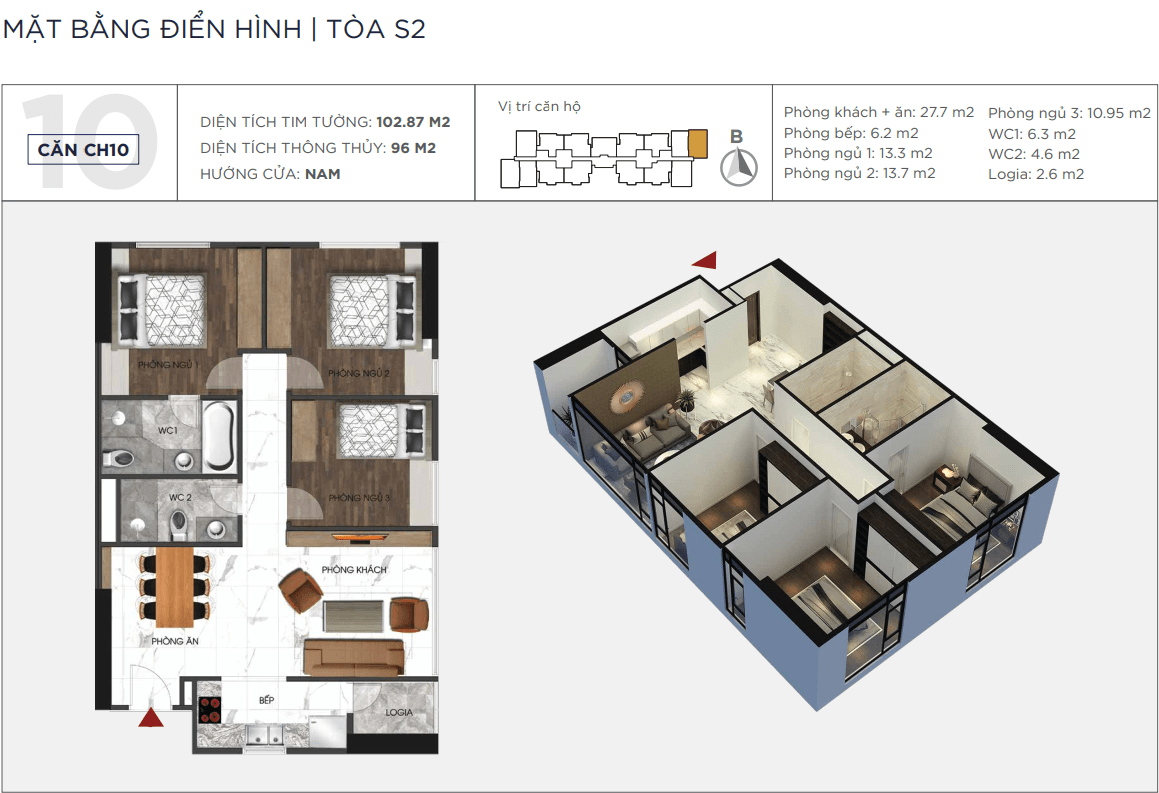 MẶT BẰNG ĐIỂN HÌNH | TÒA S2
10
CĂN CH10
DIỆN TÍCH TIM TƯỜNG: 102.87 M2
DIỆN TÍCH THÔNG THỦY: 96 M2
HƯỚNG CỬA: NAM
Vị trí căn hộ
B
Phòng khách + ăn: 27.7 m2
Phòng bếp: 6.2 m2
Phòng ngủ 1: 13.3 m2
Phòng ngủ 2: 13.7 m2
Phòng ngủ 3: 10.95 m2
WC1: 6.3 m2
WC2: 4.6 m2
Logia: 2.6 m2
PHÒNG NGỦ 1
PHÒNG NGỦ 2
WC1
WC 2
PHÒNG NGỦ 3
PHÒNG KHÁCH
PHÒNG ĂN
BẾP
LOGIA